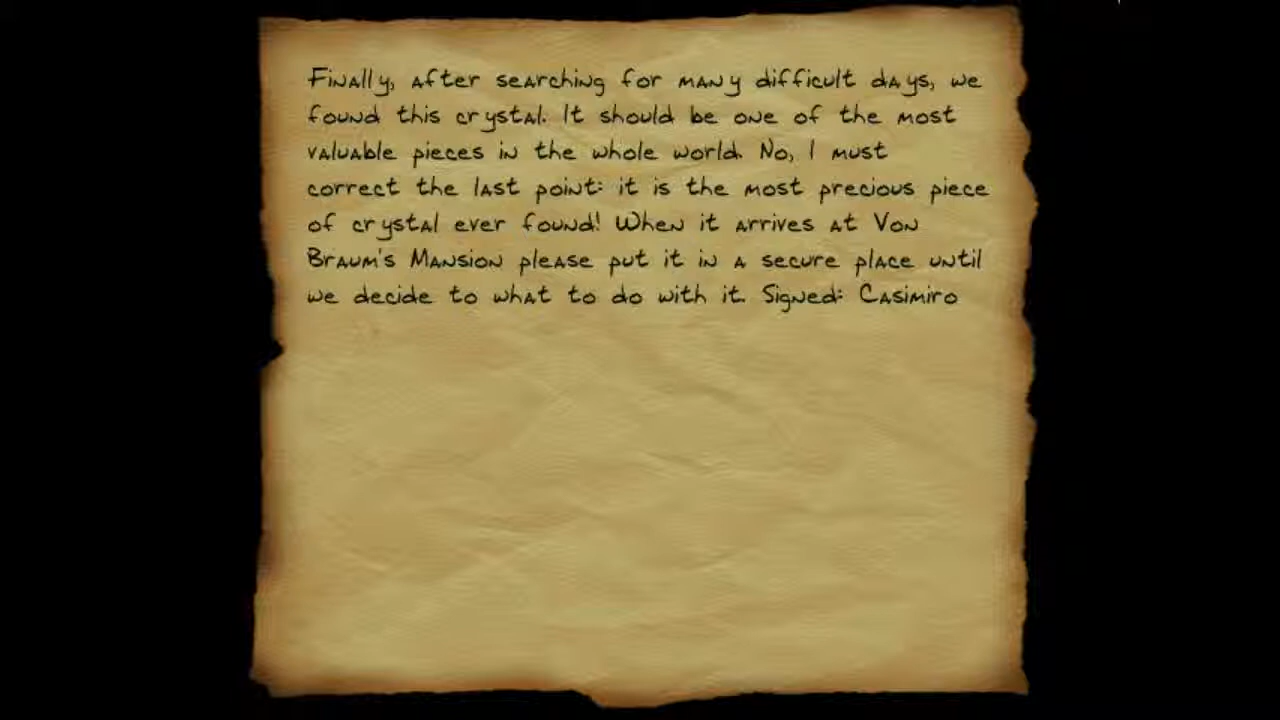 Finally, after searching for many difficult days, we
found this crystal. It should be one of the most
valuable pieces in the whole world. No, I must
correct the last point: it is the most precious piece
of crystal ever found! When it arrives at Von
Braum's Mansion please put it in a secure place until
we decide to what to do with it. Signed: Casimiro